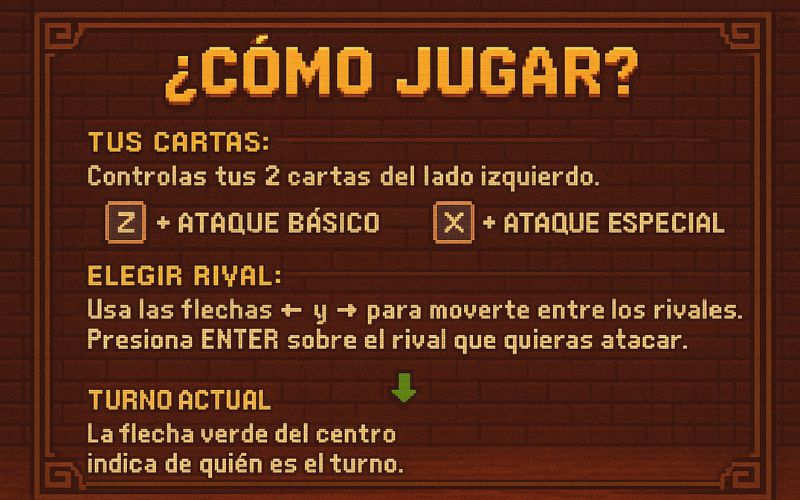 ¿CÓMO JUGAR?
TUS CARTAS:
Controlas tus 2 cartas del lado izquierdo.
Z + ATAQUE BÁSICO X + ATAQUE ESPECIAL
ELEGIR RIVAL:
Usa las flechas ← y → para moverte entre los rivales.
Presiona ENTER sobre el rival que quieras atacar.
TURNO ACTUAL
La flecha verde del centro
indica de quién es el turno.